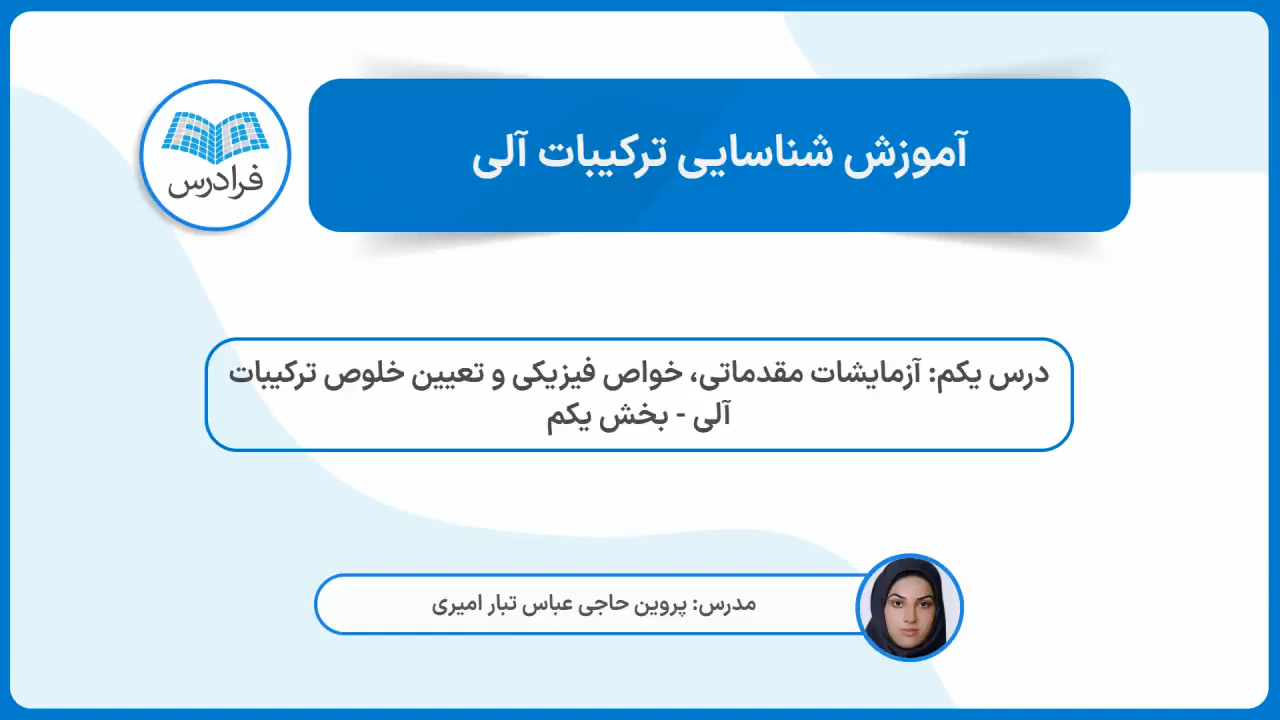 آموزش شناسایی ترکیبات آلی
فرادرس
درس یکم: آزمایشات مقدماتی، خواص فیزیکی و تعیین خلوص ترکیبات
آلی - بخش یکم
مدرس: پروین حاجی عباس تبار امیری